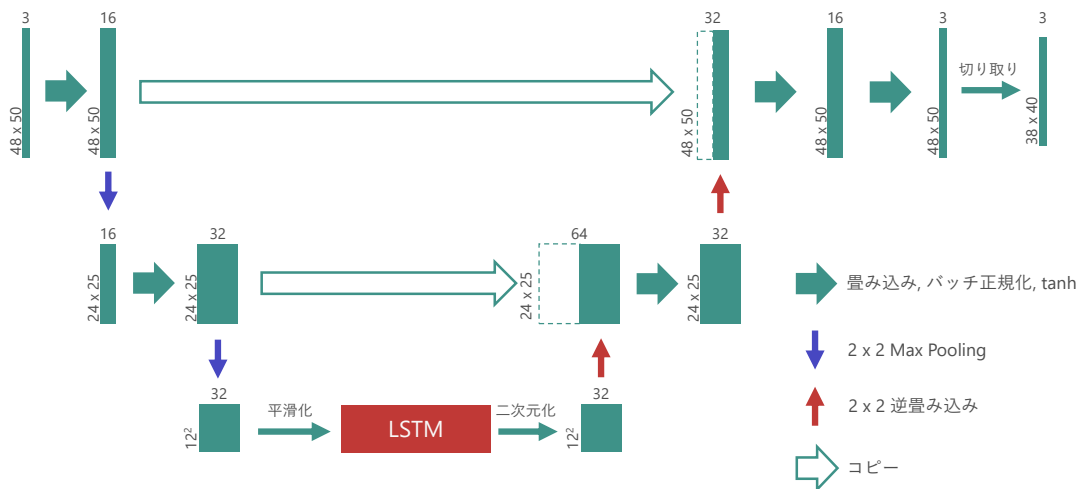 3
16
32
16
3
3
48 x 50
48 x 50
48 x 50
48 x 50
48 x 50
38 x 40
切り取り
16
32
64
32
24 x 25
24 x 25
24 x 25
24 x 25
畳み込み, バッチ正規化, tanh
2 x 2 Max Pooling
2 x 2 逆畳み込み
コピー
32
平滑化
LSTM
二次元化
32
12²
12²